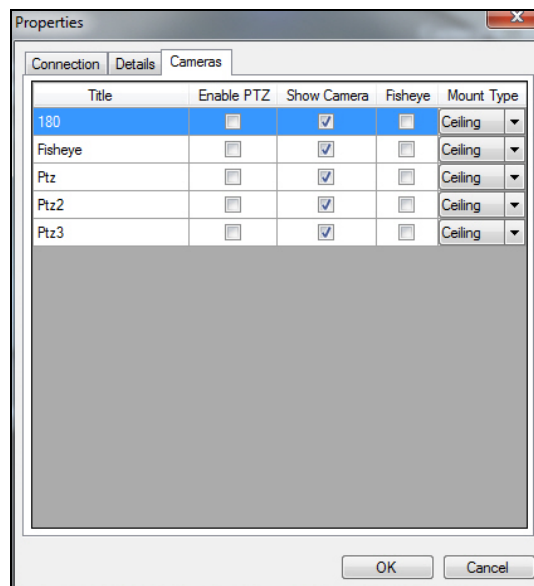 Properties
Connection Details Cameras
Title Enable PTZ Show Camera Fisheye Mount Type
180 Ceiling
Fisheye Ceiling
Ptz Ceiling
Ptz2 Ceiling
Ptz3 Ceiling
OK Cancel